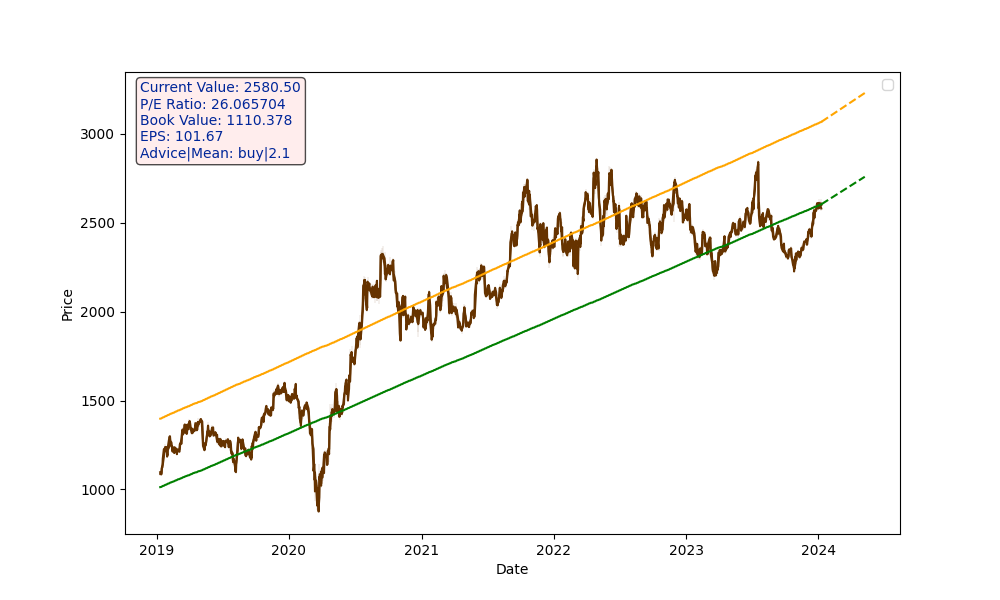 Current Value: 2580.50
P/E Ratio: 26.065704
Book Value: 1110.378
EPS: 101.67
Advice|Mean: buy|2.1
3000
2500
2000
1500
1000
Price
2019 2020 2021 2022 2023 2024
Date